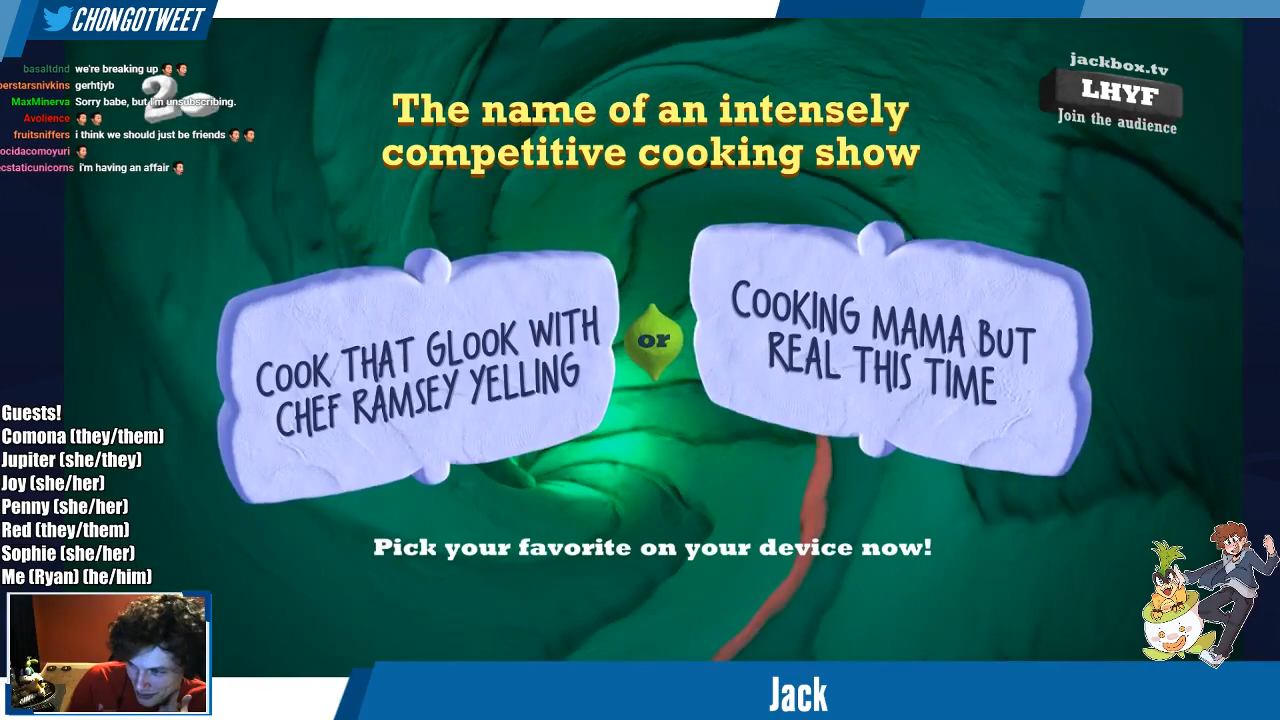 CHONGOTWEET
basaltdnd we're breaking up
perstarsnivkins gerhtjyb
MaxMinerva Sorry babe, but I'm unsubscribing.
Avolience
fruitsniffers i think we should just be friends
ocidacomoyuri
ecstaticunicorns i'm having an affair
2
jackbox.tv
LHYF
Join the audience
The name of an intensely
competitive cooking show
COOK THAT GLOOK WITH
CHEF RAMSEY YELLING
or
COOKING MAMA BUT
REAL THIS TIME
Pick your favorite on your device now!
Guests!
Comona (they/them)
Jupiter (she/they)
Joy (she/her)
Penny (she/her)
Red (they/them)
Sophie (she/her)
Me (Ryan) (he/him)
Jack